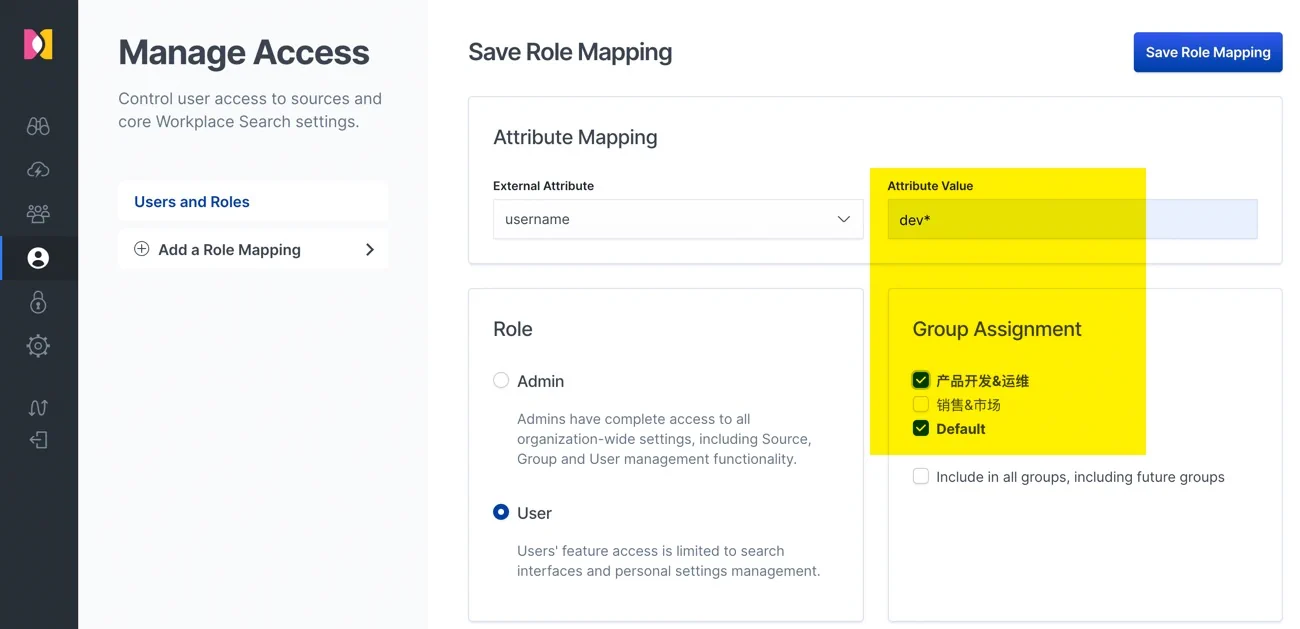 Manage Access
Control user access to sources and
core Workplace Search settings.
Users and Roles
Add a Role Mapping
Save Role Mapping
Save Role Mapping
Attribute Mapping
External Attribute
username
Attribute Value
dev*
Role
Admin
Admins have complete access to all
organization-wide settings, including Source,
Group and User management functionality.
User
Users' feature access is limited to search
interfaces and personal settings management.
Group Assignment
产品开发&运维
销售&市场
Default
Include in all groups, including future groups